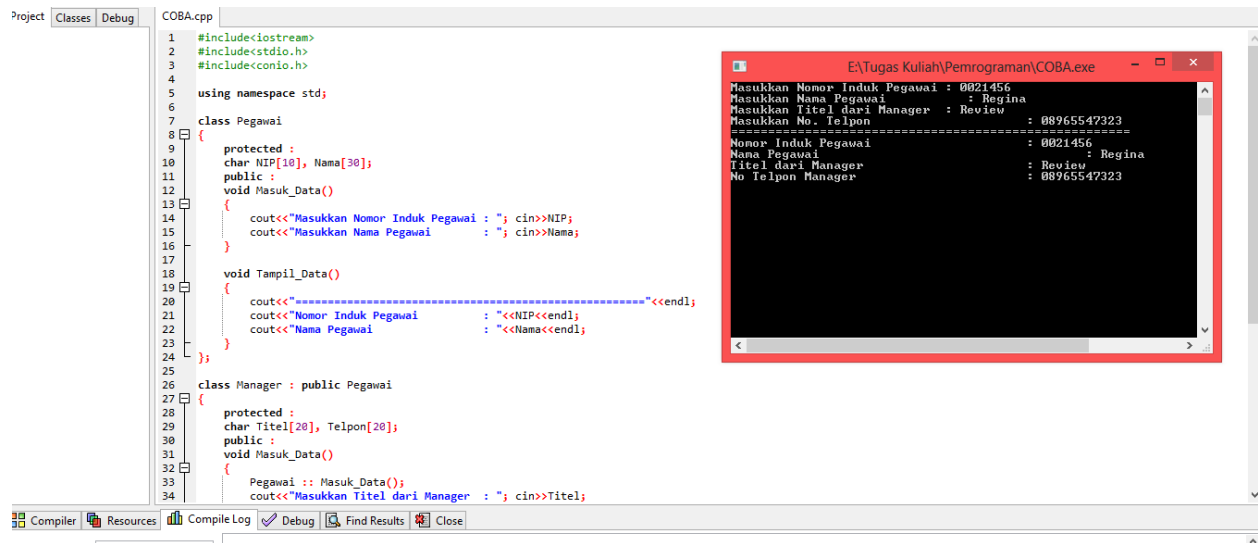 Project Classes Debug
COBA.cpp
1 #include<iostream>
2 #include<stdio.h>
3 #include<conio.h>
4
5 using namespace std;
6
7 class Pegawai
8 {
9 protected :
10 char NIP[10], Nama[30];
11 public :
12 void Masuk_Data()
13 {
14 cout<<"Masukkan Nomor Induk Pegawai : "; cin>>NIP;
15 cout<<"Masukkan Nama Pegawai : "; cin>>Nama;
16 }
17
18 void Tampil_Data()
19 {
20 cout<<"======================================================"<<endl;
21 cout<<"Nomor Induk Pegawai : "<<NIP<<endl;
22 cout<<"Nama Pegawai : "<<Nama<<endl;
23 }
24 };
25
26 class Manager : public Pegawai
27 {
28 protected :
29 char Titel[20], Telpon[20];
30 public :
31 void Masuk_Data()
32 {
33 Pegawai :: Masuk_Data();
34 cout<<"Masukkan Titel dari Manager : "; cin>>Titel;
E:\Tugas Kuliah\Pemrograman\COBA.exe
Masukkan Nomor Induk Pegawai : 0021456
Masukkan Nama Pegawai : Regina
Masukkan Titel dari Manager : Review
Masukkan No. Telpon : 08965547323
======================================================
Nomor Induk Pegawai : 0021456
Nama Pegawai : Regina
Titel dari Manager : Review
No Telpon Manager : 08965547323
Compiler Resources Compile Log Debug Find Results Close